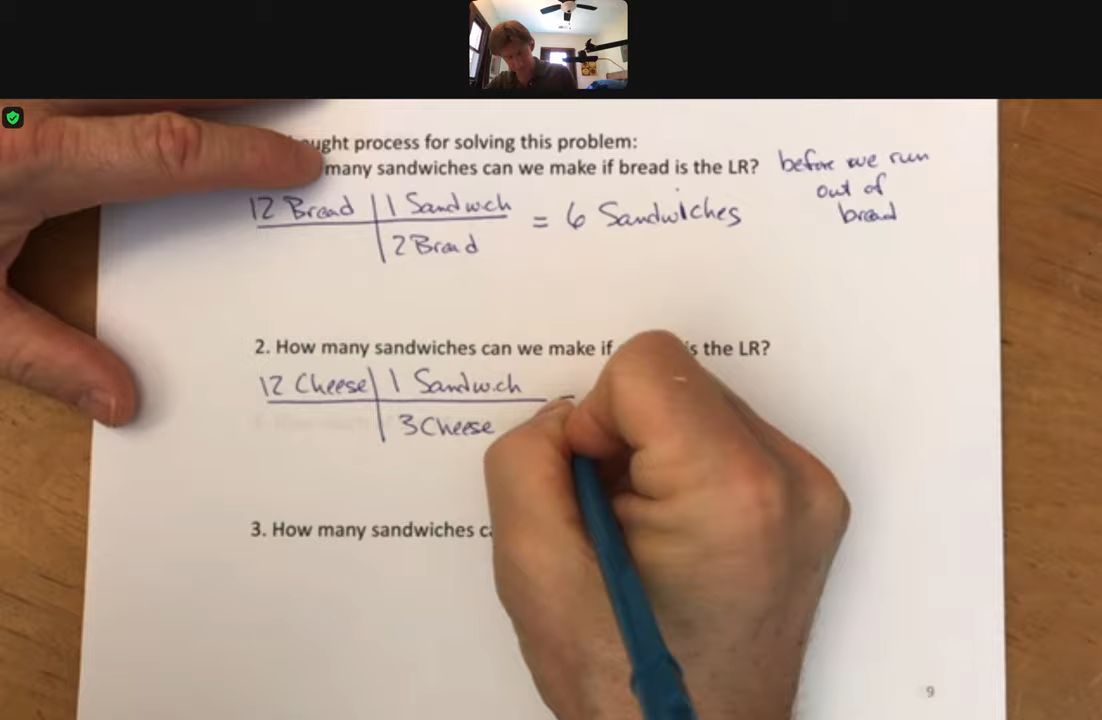 ought process for solving this problem:
many sandwiches can we make if bread is the LR? before we run
out of
bread
12 Bread | 1 Sandwich = 6 Sandwiches
2 Bread
2. How many sandwiches can we make if s the LR?
12 Cheese | 1 Sandwich =
3 Cheese
3. How many sandwiches ca
9